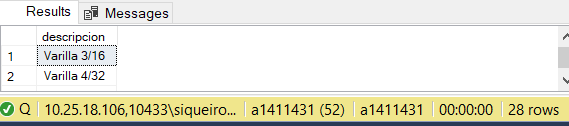 Results Messages
descripcion
1 Varilla 3/16
2 Varilla 4/32
Q 10.25.18.106,10433\siqueiro... a1411431 (52) a1411431 00:00:00 28 rows